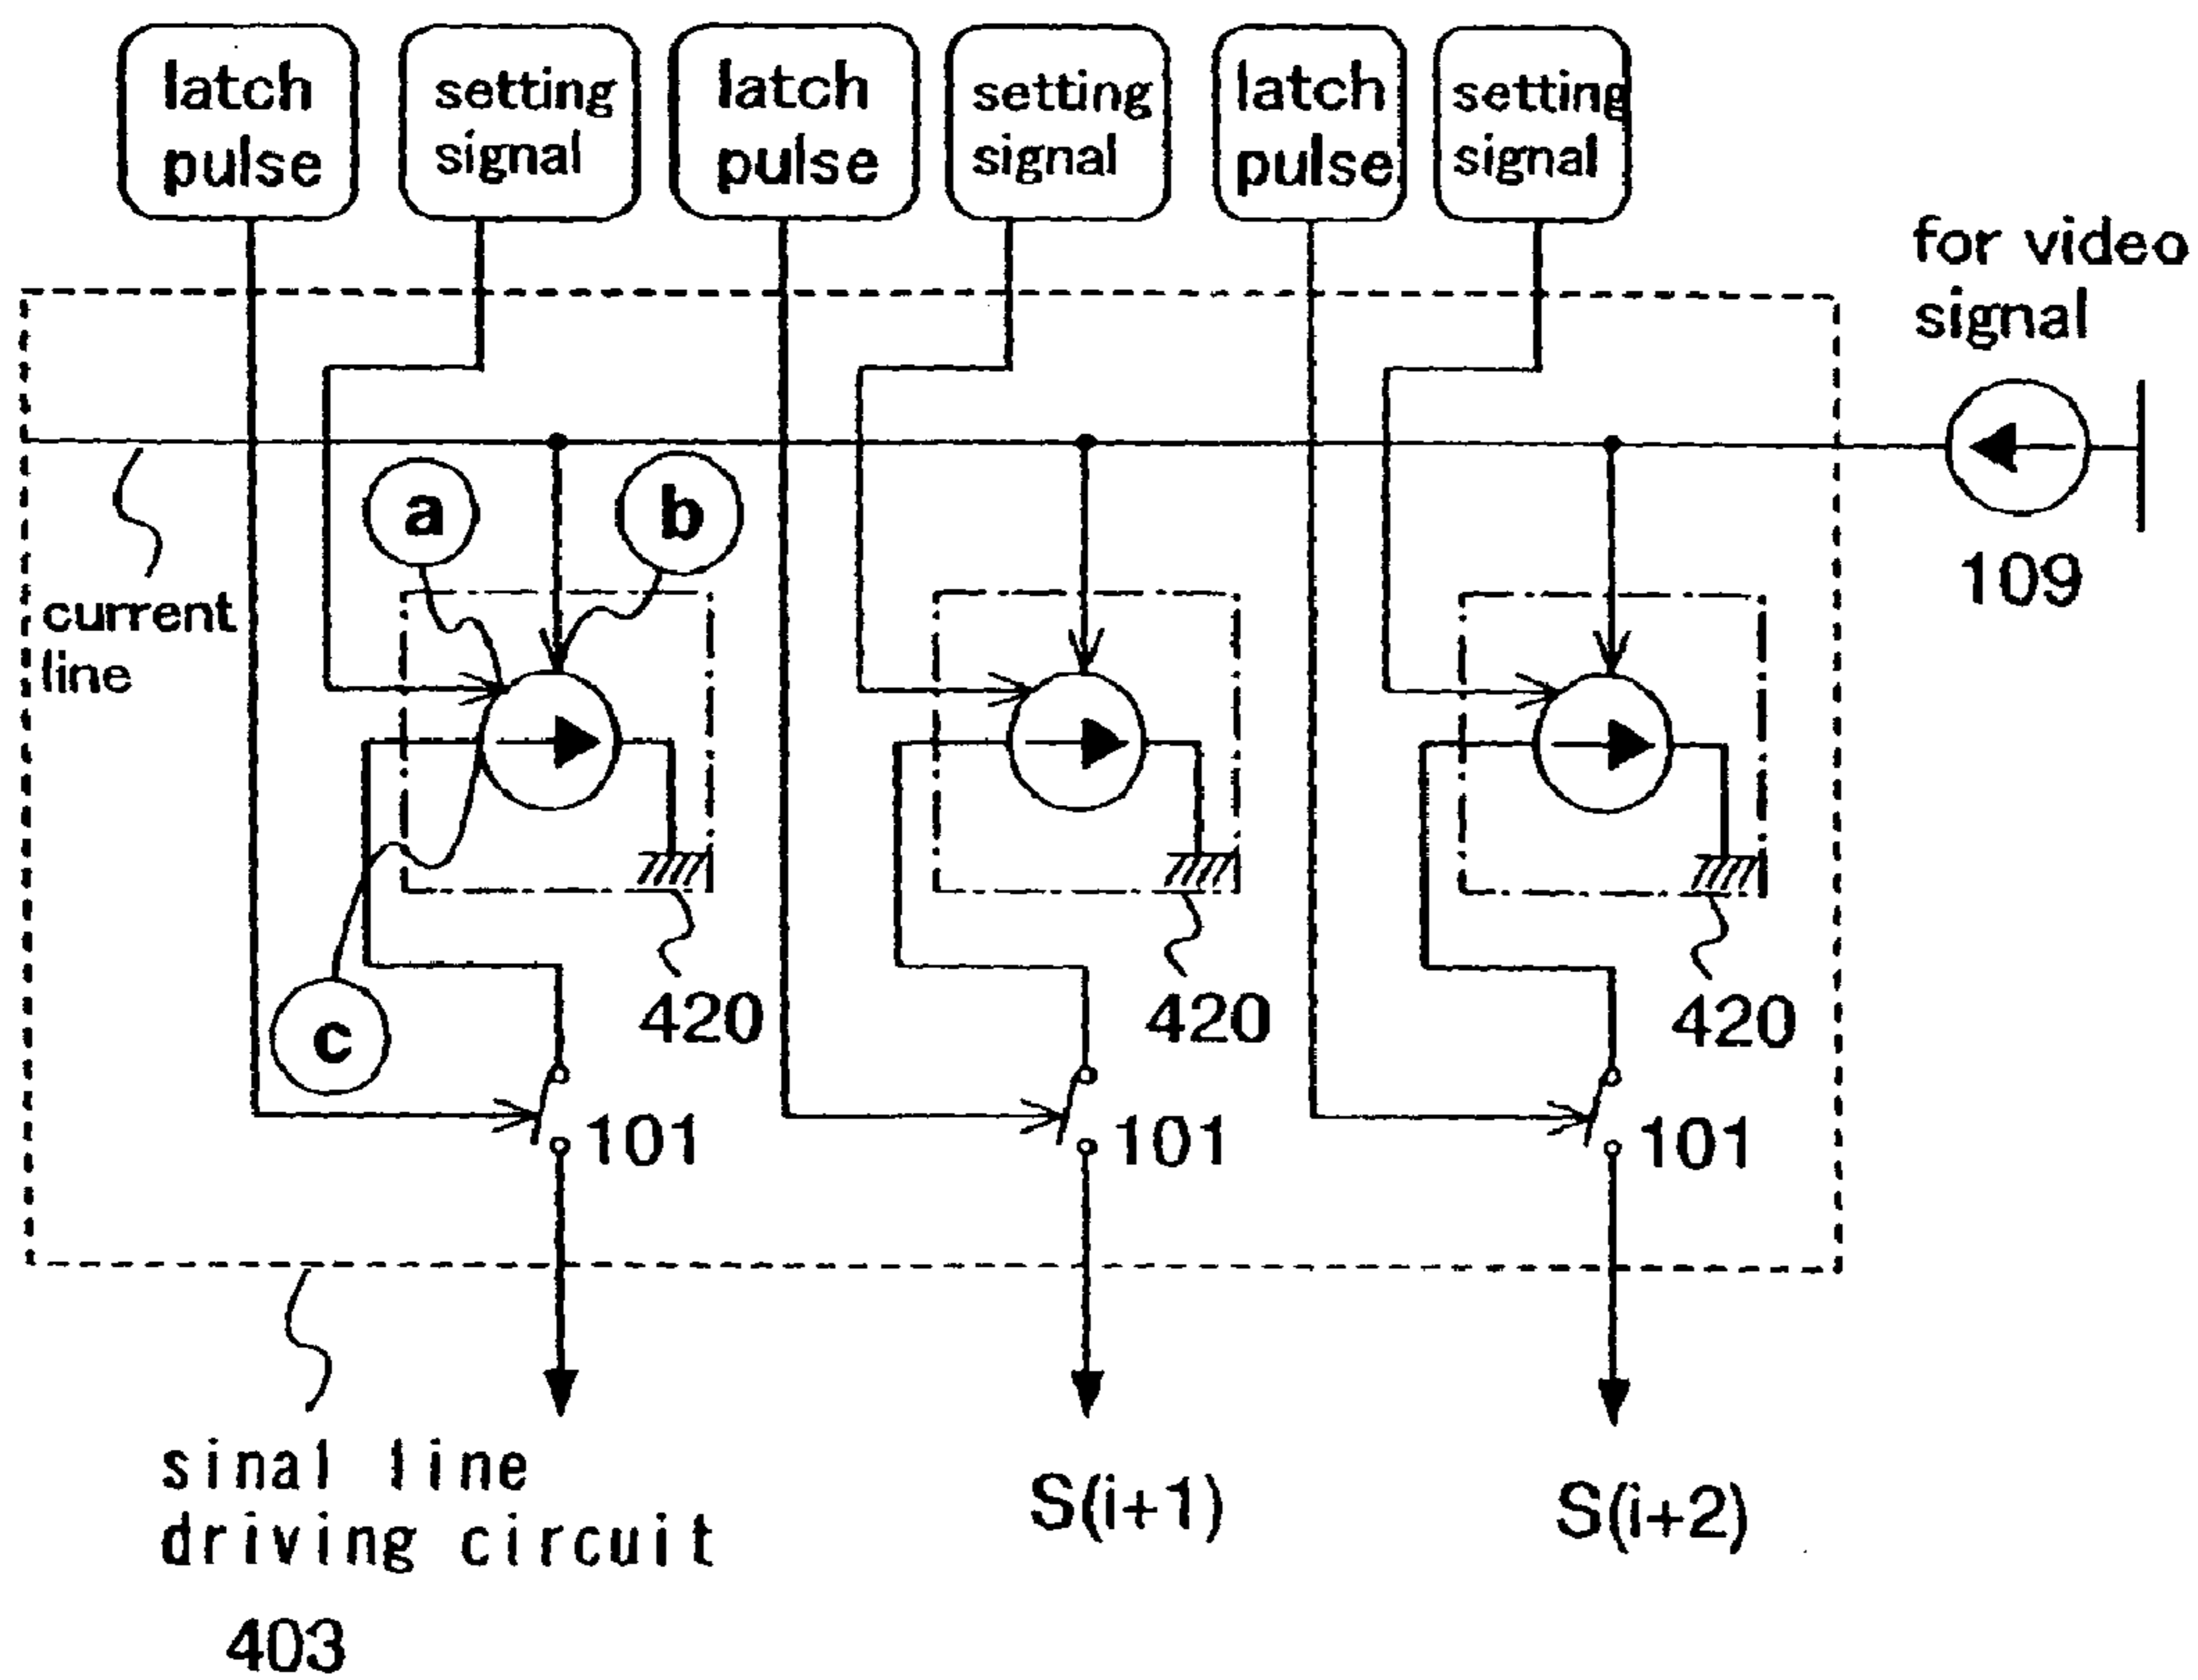 latch
pulse
setting
signal
latch
pulse
setting
signal
latch
pulse
setting
signal
for video
signal
109
a
b
current
line
c
420
420
420
101
101
101
sinal line
driving circuit
403
S(i+1)
S(i+2)